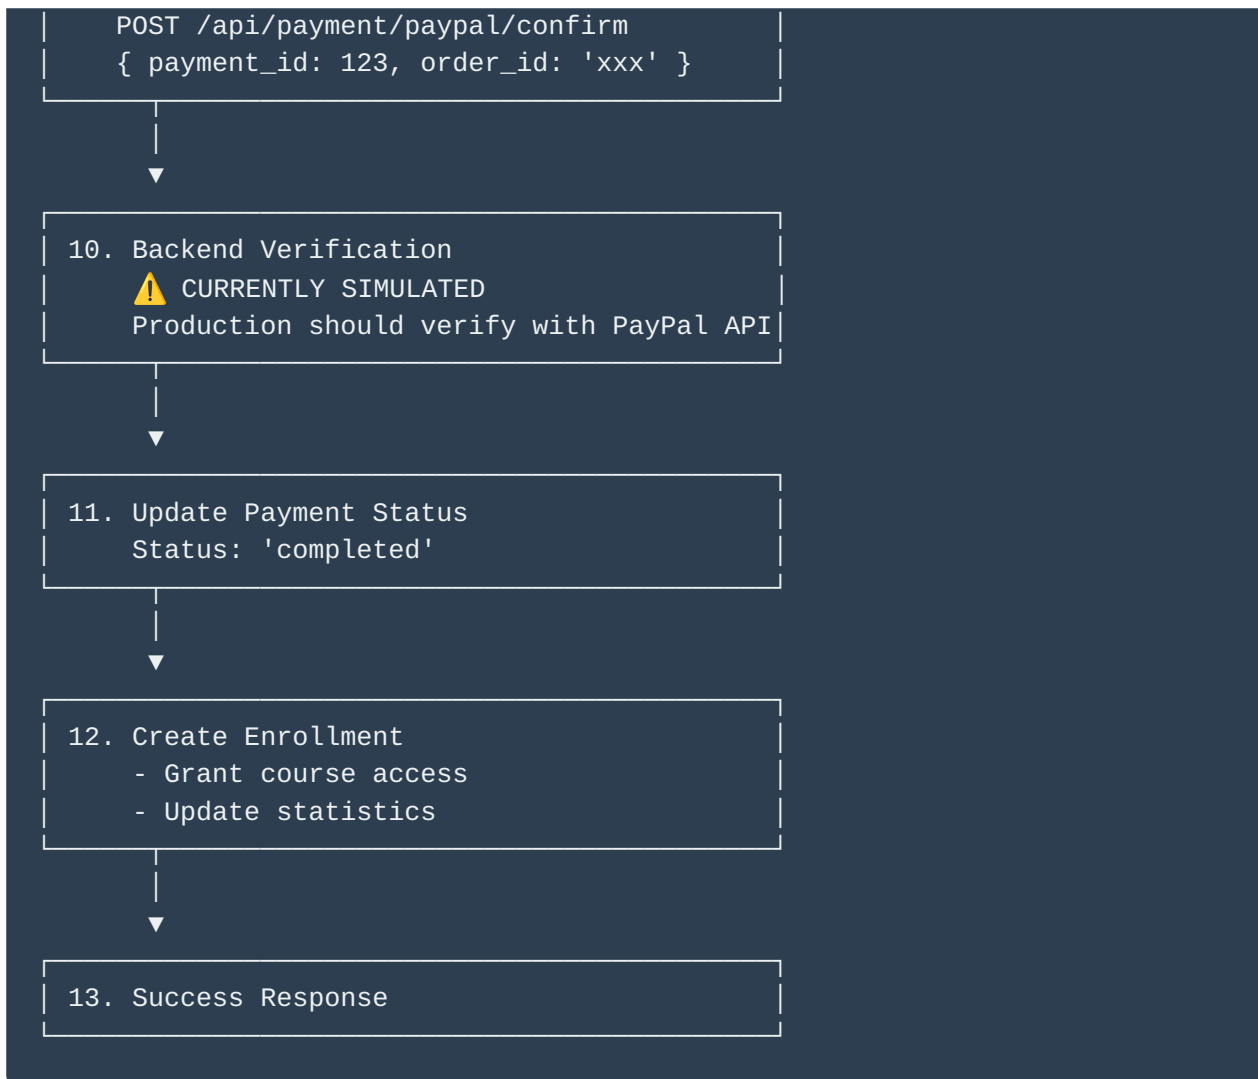 POST /api/payment/paypal/confirm
{ payment_id: 123, order_id: 'xxx' }
▼
10. Backend Verification
⚠️ CURRENTLY SIMULATED
Production should verify with PayPal API
▼
11. Update Payment Status
Status: 'completed'
▼
12. Create Enrollment
- Grant course access
- Update statistics
▼
13. Success Response